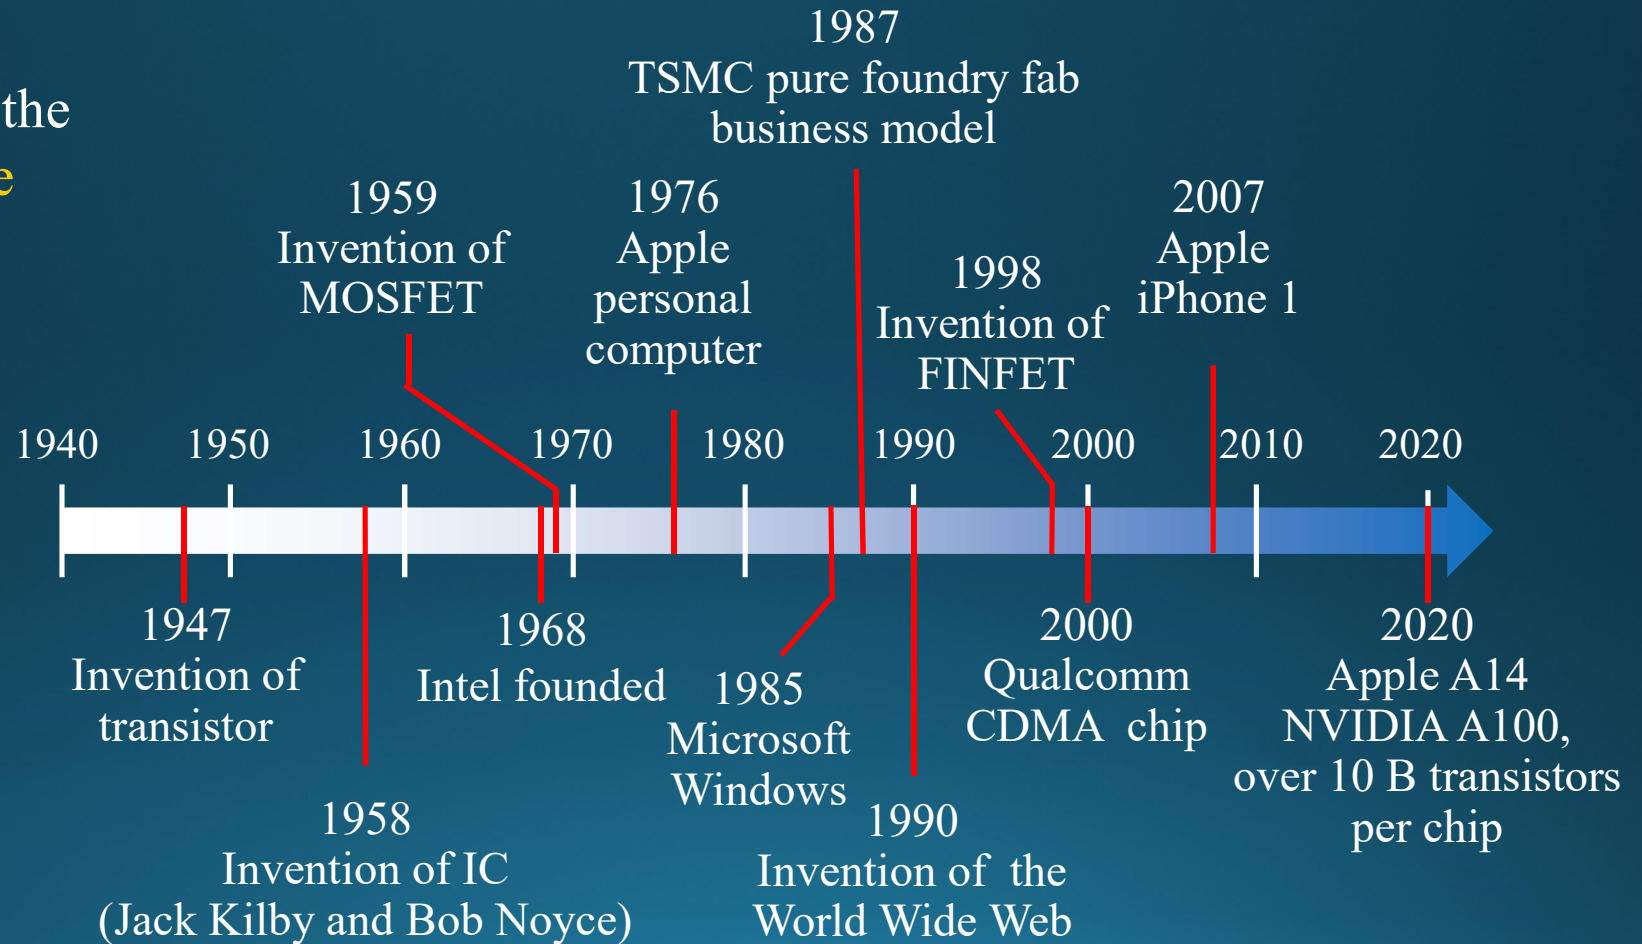 the
e
1987
TSMC pure foundry fab
business model
1959
Invention of
MOSFET
1976
Apple
personal
computer
1998
Invention of
FINFET
2007
Apple
iPhone 1
1940 1950 1960 1970 1980 1990 2000 2010 2020
1947
Invention of
transistor
1958
Invention of IC
(Jack Kilby and Bob Noyce)
1968
Intel founded
1985
Microsoft
Windows
1990
Invention of the
World Wide Web
2000
Qualcomm
CDMA chip
2020
Apple A14
NVIDIA A100,
over 10 B transistors
per chip